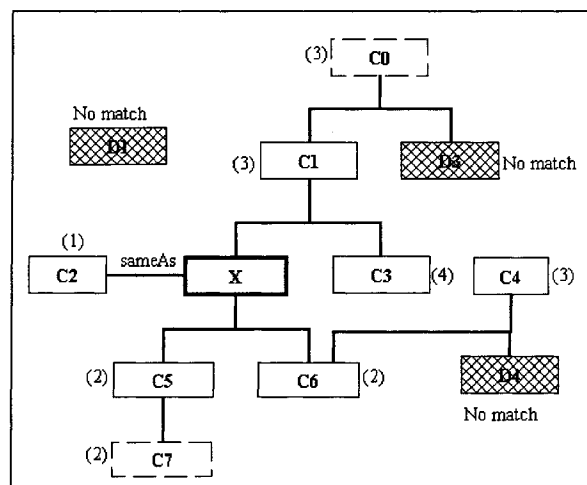 (3) C0
No match
D1
(3) C1
D3 No match
(1)
C2 sameAs X
C3 (4)
C4 (3)
(2) C5
C6 (2)
D4
No match
(2) C7